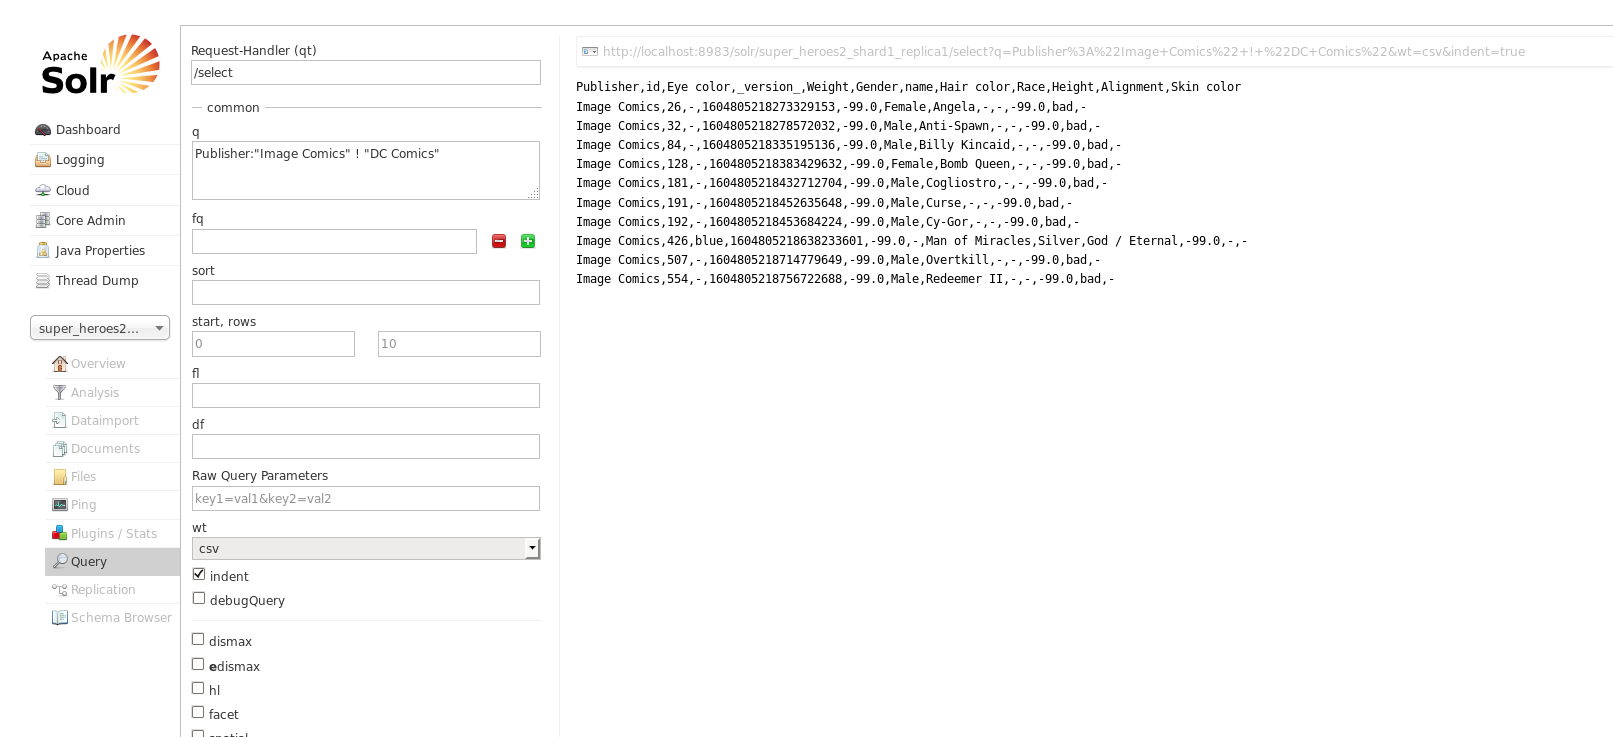 Apache
Solr
Dashboard
Logging
Cloud
Core Admin
Java Properties
Thread Dump
super_heroes2...
Overview
Analysis
Dataimport
Documents
Files
Ping
Plugins / Stats
Query
Replication
Schema Browser
Request-Handler (qt)
/select
common
q
Publisher:"Image Comics" ! "DC Comics"
fq
sort
start, rows
0 10
fl
df
Raw Query Parameters
key1=val1&key2=val2
wt
csv
indent
debugQuery
dismax
edismax
hl
facet
spatial
http://localhost:8983/solr/super_heroes2_shard1_replica1/select?q=Publisher%3A%22Image+Comics%22+!+%22DC+Comics%22&wt=csv&indent=true
Publisher,id,Eye color,_version_,Weight,Gender,name,Hair color,Race,Height,Alignment,Skin color
Image Comics,26,-,1604805218273329153,-99.0,Female,Angela,-,-,-99.0,bad,-
Image Comics,32,-,1604805218278572032,-99.0,Male,Anti-Spawn,-,-,-99.0,bad,-
Image Comics,84,-,1604805218335195136,-99.0,Male,Billy Kincaid,-,-,-99.0,bad,-
Image Comics,128,-,1604805218383429632,-99.0,Female,Bomb Queen,-,-,-99.0,bad,-
Image Comics,181,-,1604805218432712704,-99.0,Male,Cogliostro,-,-,-99.0,bad,-
Image Comics,191,-,1604805218452635648,-99.0,Male,Curse,-,-,-99.0,bad,-
Image Comics,192,-,1604805218453684224,-99.0,Male,Cy-Gor,-,-,-99.0,bad,-
Image Comics,426,blue,1604805218638233601,-99.0,-,Man of Miracles,Silver,God / Eternal,-99.0,-,-
Image Comics,507,-,1604805218714779649,-99.0,Male,Overtkill,-,-,-99.0,bad,-
Image Comics,554,-,1604805218756722688,-99.0,Male,Redeemer II,-,-,-99.0,bad,-